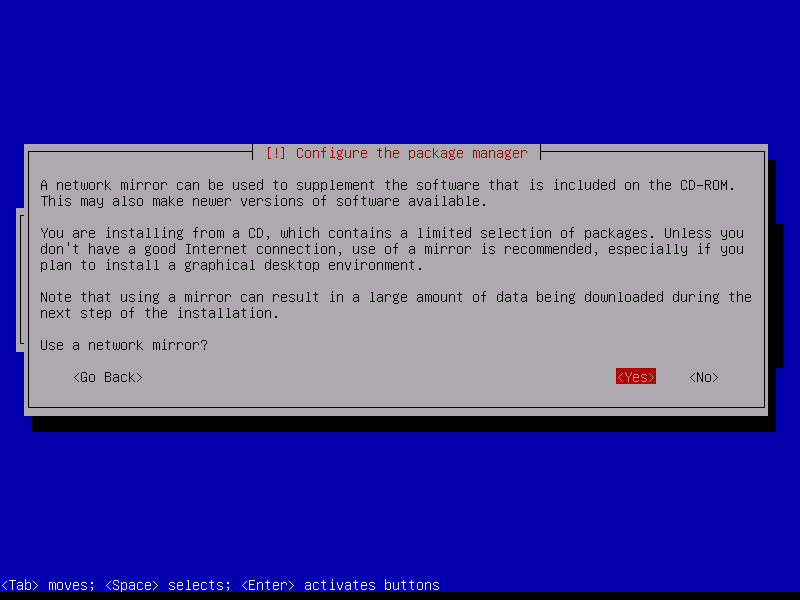 [!] Configure the package manager
A network mirror can be used to supplement the software that is included on the CD-ROM.
This may also make newer versions of software available.
You are installing from a CD, which contains a limited selection of packages. Unless you
don't have a good Internet connection, use of a mirror is recommended, especially if you
plan to install a graphical desktop environment.
Note that using a mirror can result in a large amount of data being downloaded during the
next step of the installation.
Use a network mirror?
<Go Back> <Yes> <No>
<Tab> moves; <Space> selects; <Enter> activates buttons